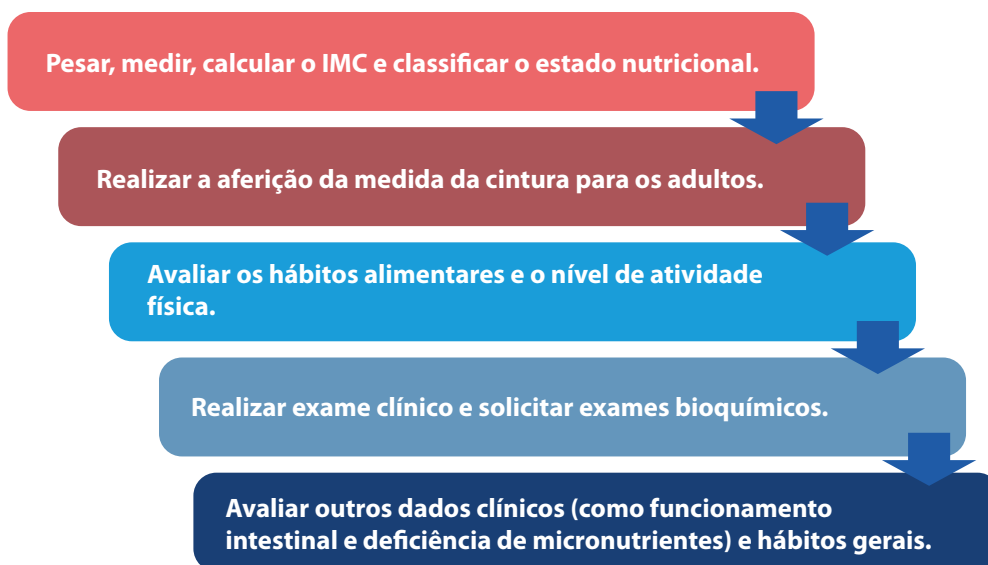 Pesar, medir, calcular o IMC e classificar o estado nutricional.
Realizar a aferição da medida da cintura para os adultos.
Avaliar os hábitos alimentares e o nível de atividade
física.
Realizar exame clínico e solicitar exames bioquímicos.
Avaliar outros dados clínicos (como funcionamento
intestinal e deficiência de micronutrientes) e hábitos gerais.